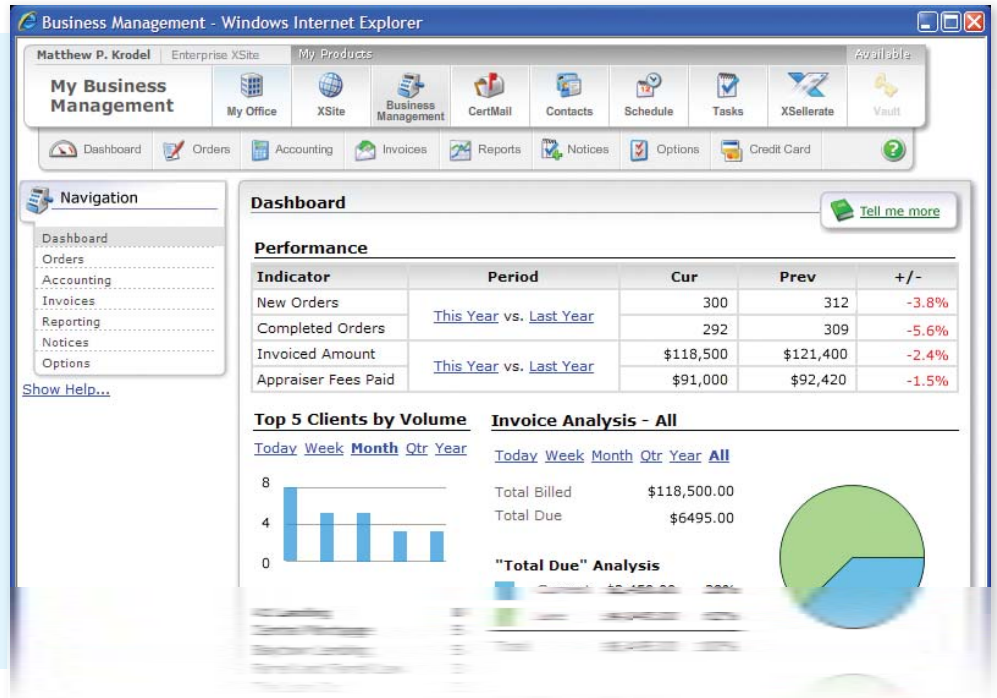 Business Management - Windows Internet Explorer
Matthew P. Krodel Enterprise XSite My Products Available
My Business
Management
My Office XSite Business Management CertMail Contacts Schedule Tasks XSellerate Vault
Dashboard Orders Accounting Invoices Reports Notices Options Credit Card ?
Navigation
Dashboard
Orders
Accounting
Invoices
Reporting
Notices
Options
Show Help...
Dashboard
Tell me more
Performance
Indicator Period Cur Prev +/-
New Orders 300 312 -3.8%
This Year vs. Last Year
Completed Orders 292 309 -5.6%
Invoiced Amount $118,500 $121,400 -2.4%
This Year vs. Last Year
Appraiser Fees Paid $91,000 $92,420 -1.5%
Top 5 Clients by Volume
Today Week Month Qtr Year
8
4
0
Invoice Analysis - All
Today Week Month Qtr Year All
Total Billed $118,500.00
Total Due $6495.00
"Total Due" Analysis
Current